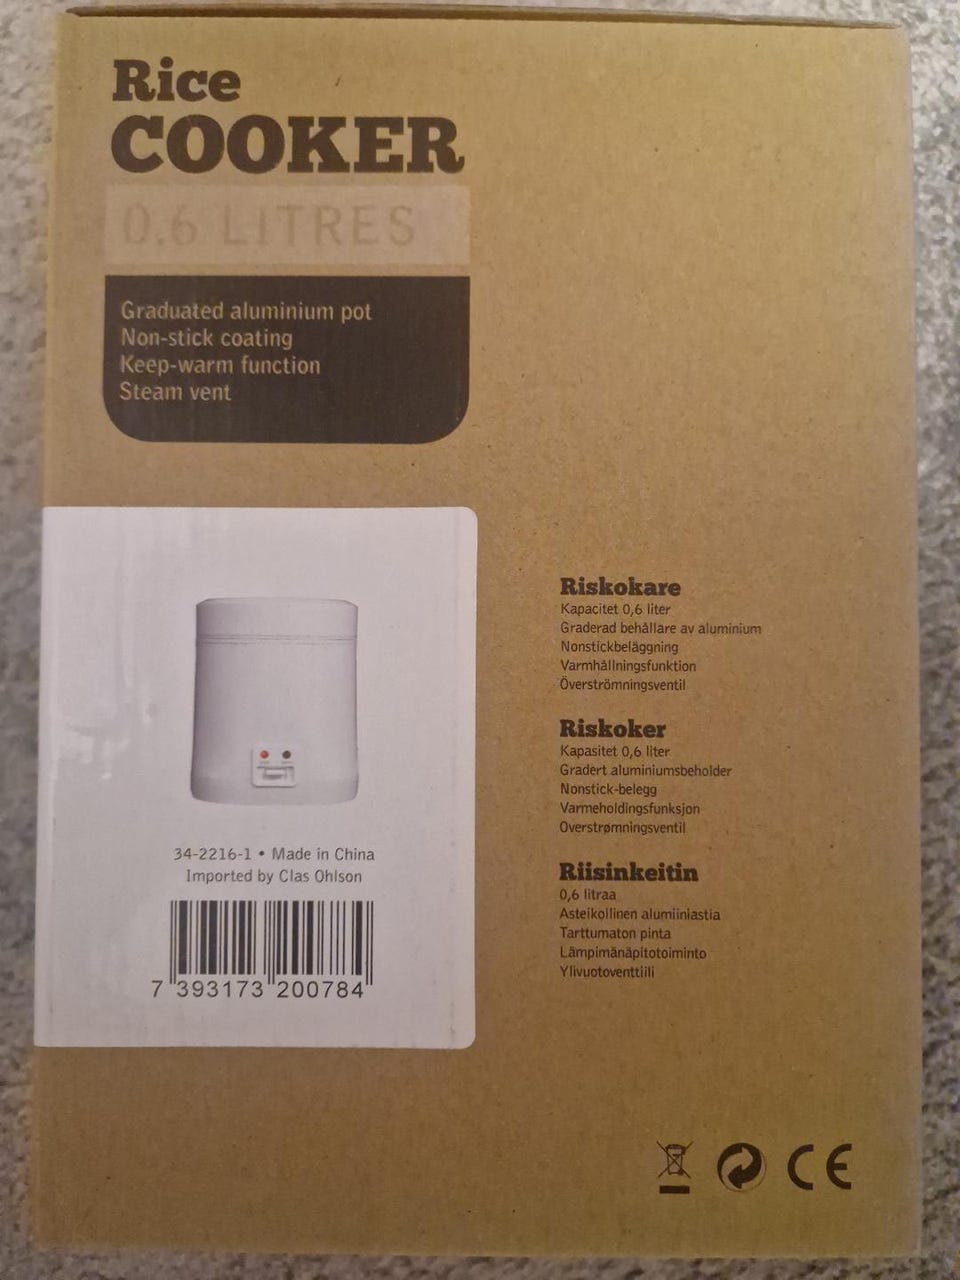 Rice
COOKER
0.6 LITRES
Graduated aluminium pot
Non-stick coating
Keep-warm function
Steam vent
34-2216-1 • Made in China
Imported by Clas Ohlson
7 393173 200784
Riskokare
Kapacitet 0,6 liter
Graderad behållare av aluminium
Nonstickbeläggning
Varmhållningsfunktion
Överströmningsventil
Riskoker
Kapasitet 0,6 liter
Gradert aluminiumsbeholder
Nonstick-belegg
Varmeholdingsfunksjon
Overstrømningsventil
Riisinkeitin
0,6 litraa
Asteikollinen alumiiniastia
Tarttumaton pinta
Lämpimänäpitotoiminto
Ylivuotoventtiili
CE